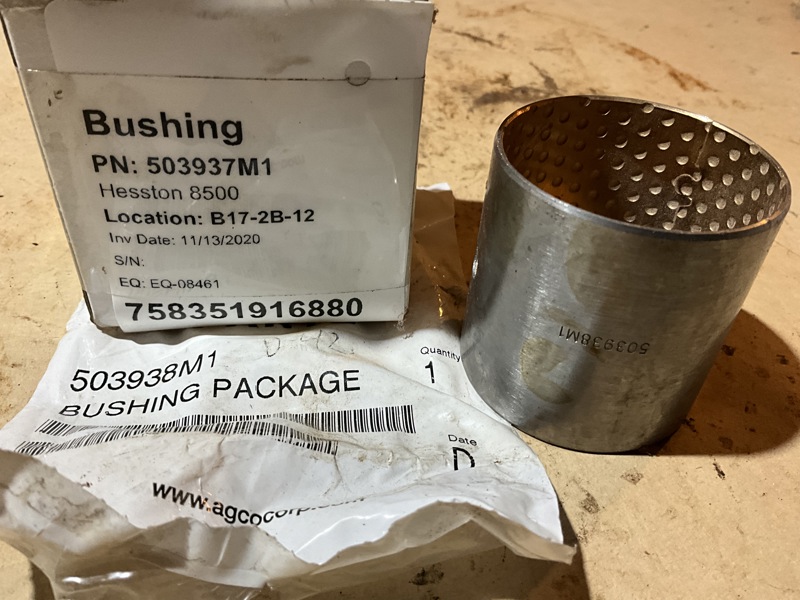 Bushing
PN: 503937M1
Hesston 8500
Location: B17-2B-12
Inv Date: 11/13/2020
S/N:
EQ: EQ-08461
758351916880
503938M1
BUSHING PACKAGE
Quantity
1
Date
D
www.agcocorp.com
503938M1